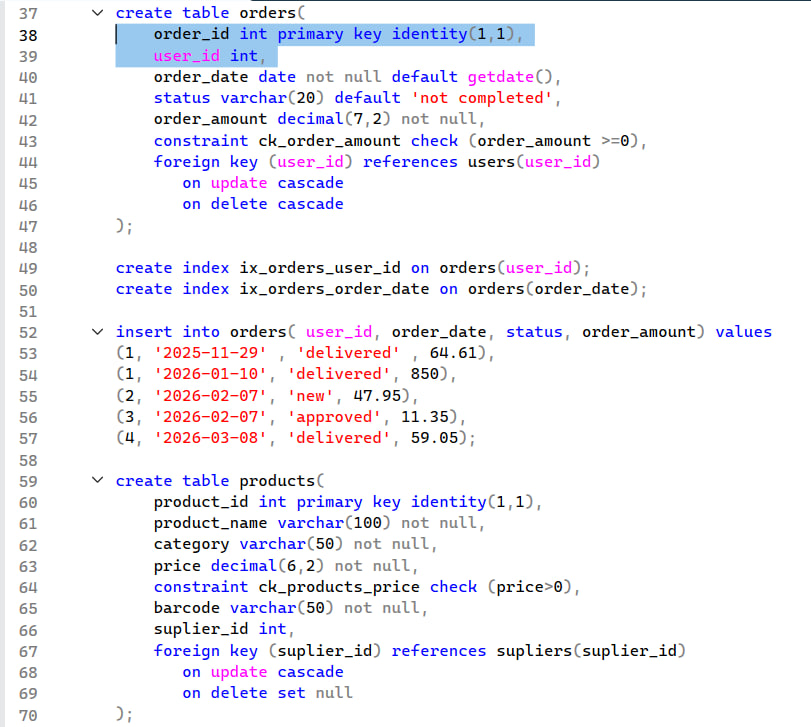 37 create table orders(
38 order_id int primary key identity(1,1),
39 user_id int,
40 order_date date not null default getdate(),
41 status varchar(20) default 'not completed',
42 order_amount decimal(7,2) not null,
43 constraint ck_order_amount check (order_amount >=0),
44 foreign key (user_id) references users(user_id)
45 on update cascade
46 on delete cascade
47 );
48
49 create index ix_orders_user_id on orders(user_id);
50 create index ix_orders_order_date on orders(order_date);
51
52 insert into orders( user_id, order_date, status, order_amount) values
53 (1, '2025-11-29' , 'delivered' , 64.61),
54 (1, '2026-01-10', 'delivered', 850),
55 (2, '2026-02-07', 'new', 47.95),
56 (3, '2026-02-07', 'approved', 11.35),
57 (4, '2026-03-08', 'delivered', 59.05);
58
59 create table products(
60 product_id int primary key identity(1,1),
61 product_name varchar(100) not null,
62 category varchar(50) not null,
63 price decimal(6,2) not null,
64 constraint ck_products_price check (price>0),
65 barcode varchar(50) not null,
66 suplier_id int,
67 foreign key (suplier_id) references supliers(suplier_id)
68 on update cascade
69 on delete set null
70 );